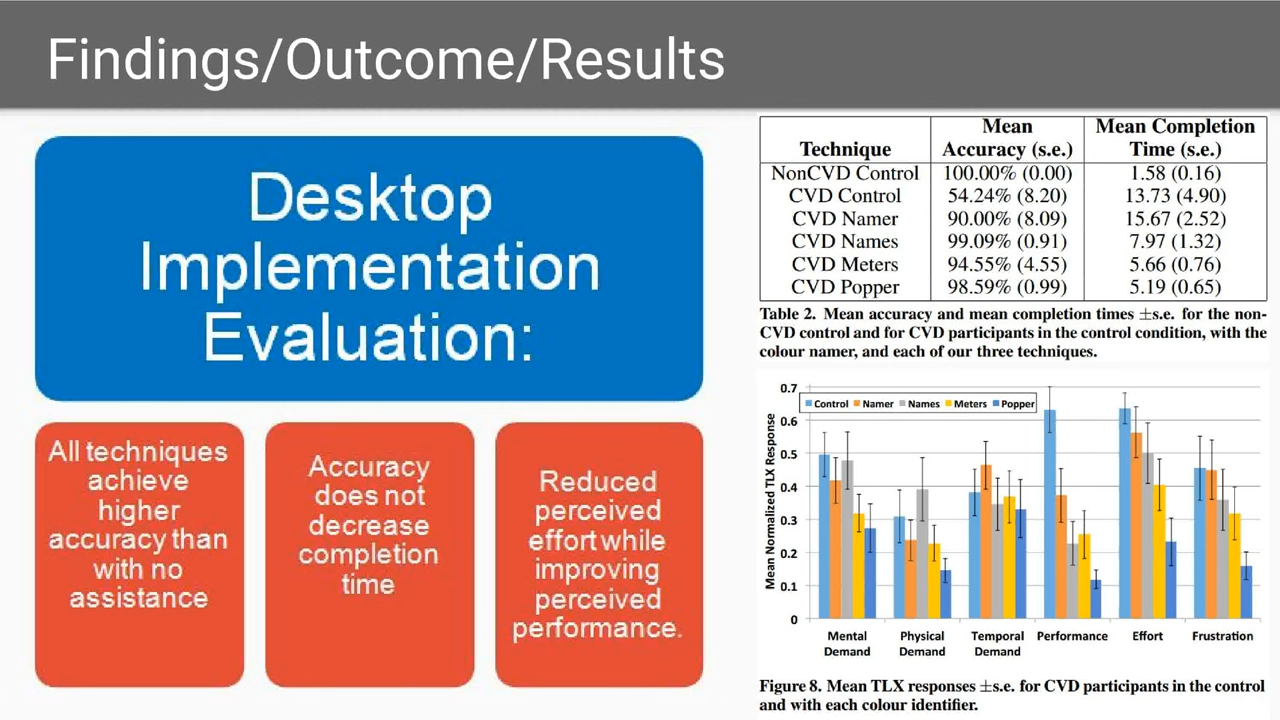 Findings/Outcome/Results
Desktop
Implementation
Evaluation:
All techniques
achieve
higher
accuracy than
with no
assistance
Accuracy
does not
decrease
completion
time
Reduced
perceived
effort while
improving
perceived
performance.
Technique Mean Accuracy (s.e.) Mean Completion Time (s.e.)
NonCVD Control 100.00% (0.00) 1.58 (0.16)
CVD Control 54.24% (8.20) 13.73 (4.90)
CVD Namer 90.00% (8.09) 15.67 (2.52)
CVD Names 99.09% (0.91) 7.97 (1.32)
CVD Meters 94.55% (4.55) 5.66 (0.76)
CVD Popper 98.59% (0.99) 5.19 (0.65)
Table 2. Mean accuracy and mean completion times ±s.e. for the non-
CVD control and for CVD participants in the control condition, with the
colour namer, and each of our three techniques.
Mean Normalized TLX Response
0.7
0.6
0.5
0.4
0.3
0.2
0.1
0
Control Namer Names Meters Popper
Mental Demand
Physical Demand
Temporal Demand
Performance
Effort
Frustration
Figure 8. Mean TLX responses ±s.e. for CVD participants in the control
and with each colour identifier.